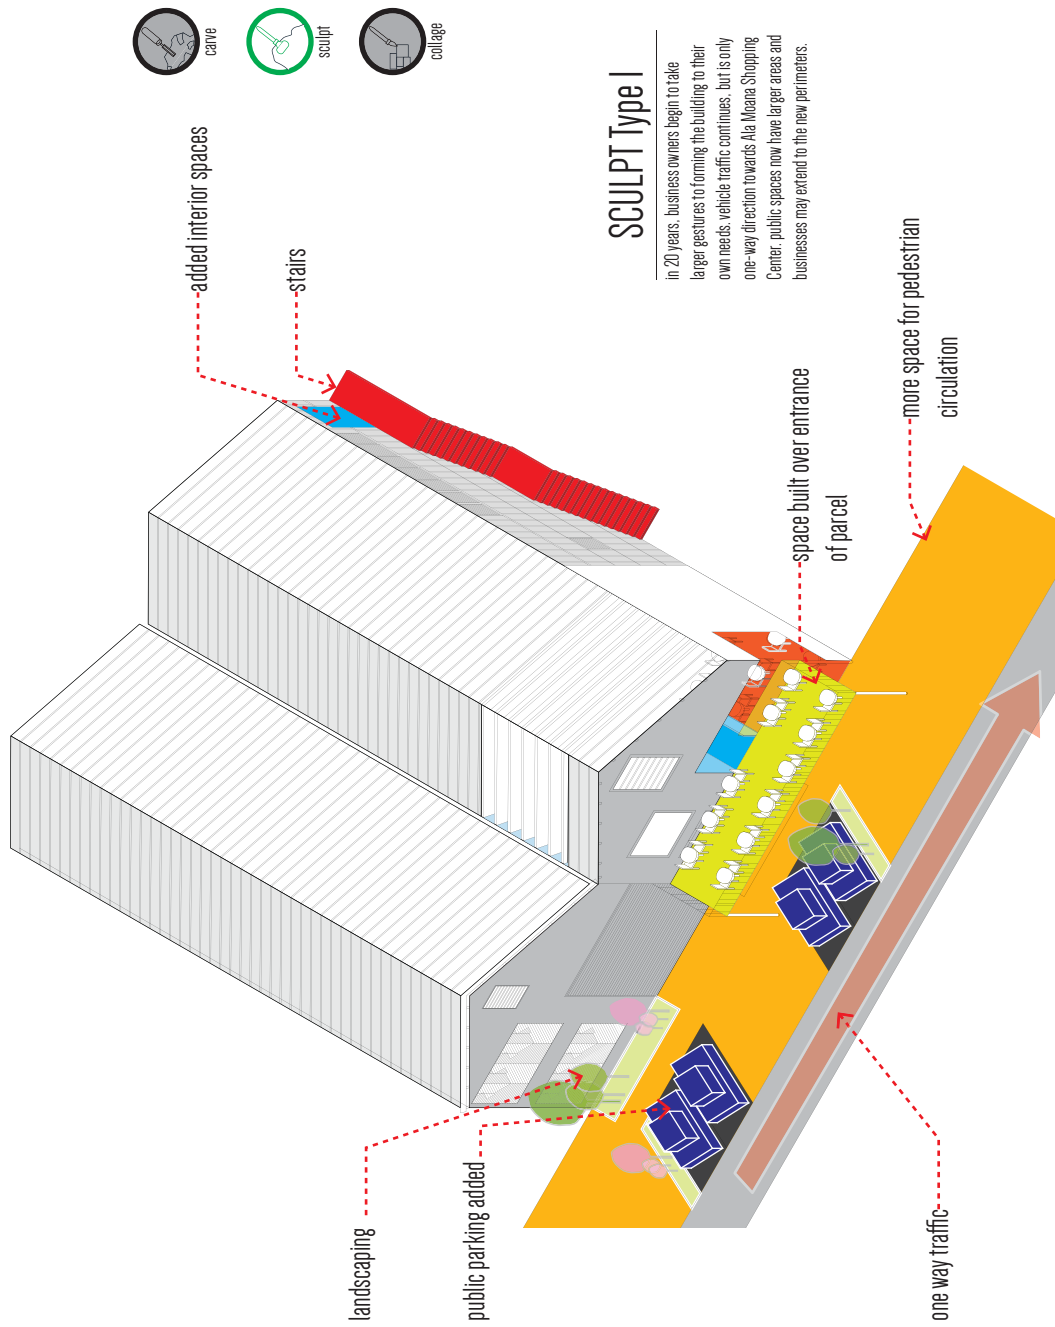 carve
sculpt
collage
added interior spaces
stairs
SCULPT Type I
in 20 years, business owners begin to take
larger gestures to forming the building to their
own needs. vehicle traffic continues, but is only
one-way direction towards Ala Moana Shopping
Center. public spaces now have larger areas and
businesses may extend to the new perimeters.
space built over entrance
of parcel
more space for pedestrian
circulation
landscaping
public parking added
one way traffic